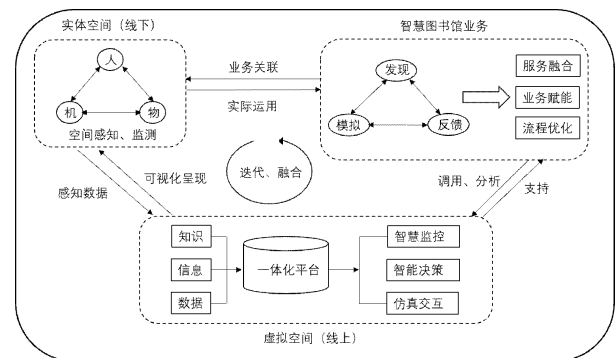 实体空间（线下）
智慧图书馆业务
人
机
物
空间感知、监测
业务关联
实际运用
发现
模拟
反馈
服务融合
业务赋能
流程优化
迭代、融合
感知数据
可视化呈现
调用、分析
支持
知识
信息
数据
一体化平台
智慧监控
智能决策
仿真交互
虚拟空间（线上）